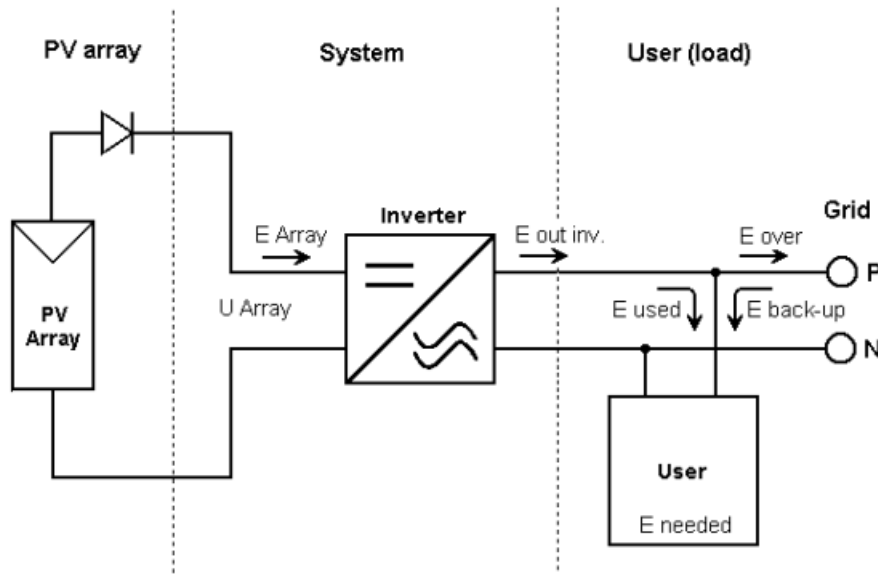 PV array
System
User (load)
Inverter
Grid
E Array
E out inv.
E over
P
U Array
E used
E back-up
PV
Array
N
User
E needed